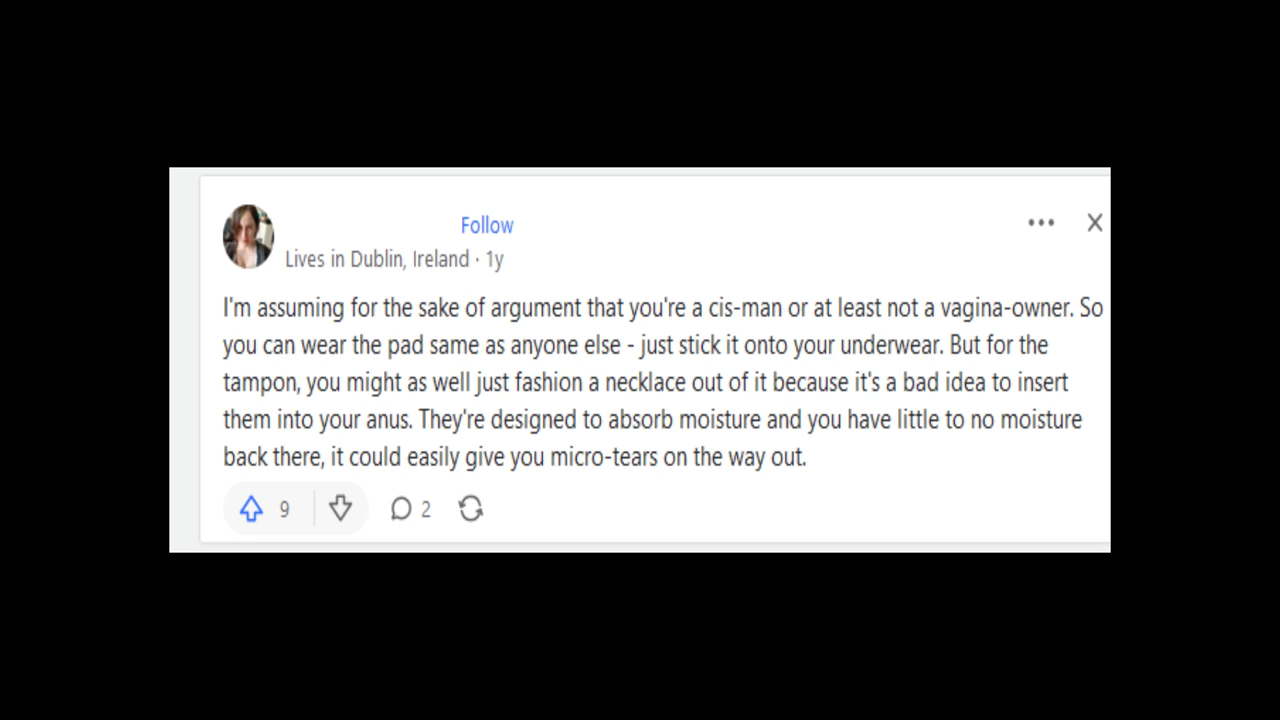 Follow
Lives in Dublin, Ireland · 1y
I'm assuming for the sake of argument that you're a cis-man or at least not a vagina-owner. So
you can wear the pad same as anyone else - just stick it onto your underwear. But for the
tampon, you might as well just fashion a necklace out of it because it's a bad idea to insert
them into your anus. They're designed to absorb moisture and you have little to no moisture
back there, it could easily give you micro-tears on the way out.
9 2